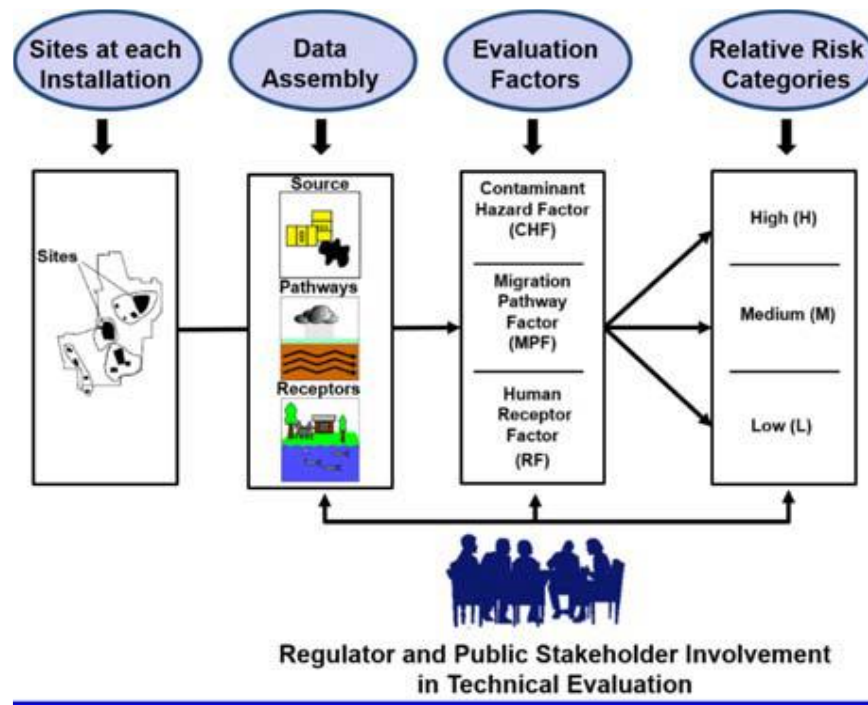 Sites at each
Installation
Data
Assembly
Evaluation
Factors
Relative Risk
Categories
Sites
Source
Pathways
Receptors
Contaminant
Hazard Factor
(CHF)
Migration
Pathway
Factor
(MPF)
Human
Receptor
Factor
(RF)
High (H)
Medium (M)
Low (L)
Regulator and Public Stakeholder Involvement
in Technical Evaluation